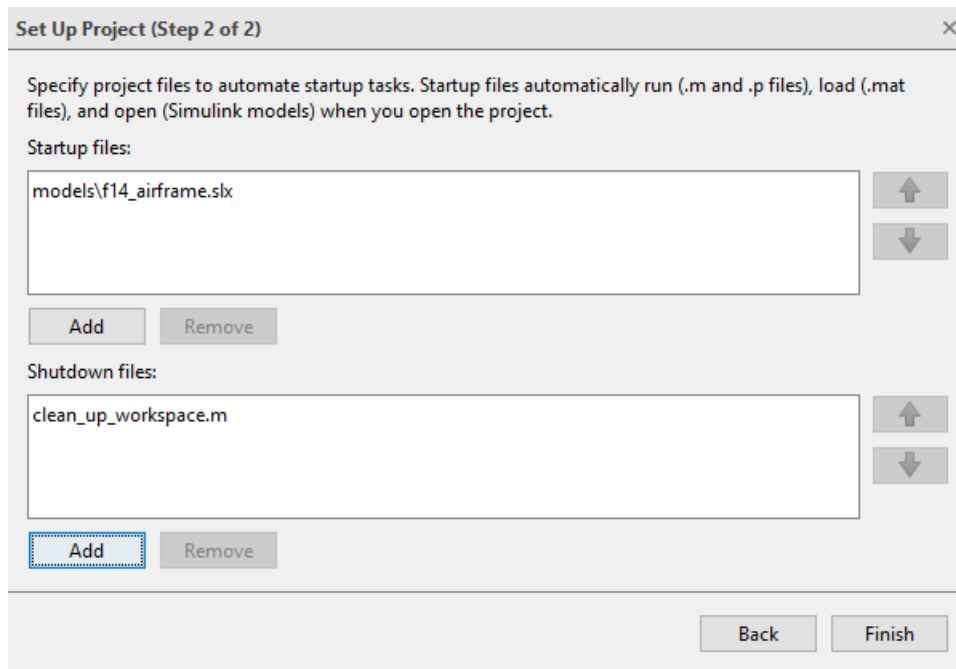 Set Up Project (Step 2 of 2)
Specify project files to automate startup tasks. Startup files automatically run (.m and .p files), load (.mat
files), and open (Simulink models) when you open the project.
Startup files:
models\f14_airframe.slx
Add Remove
Shutdown files:
clean_up_workspace.m
Add Remove
Back Finish